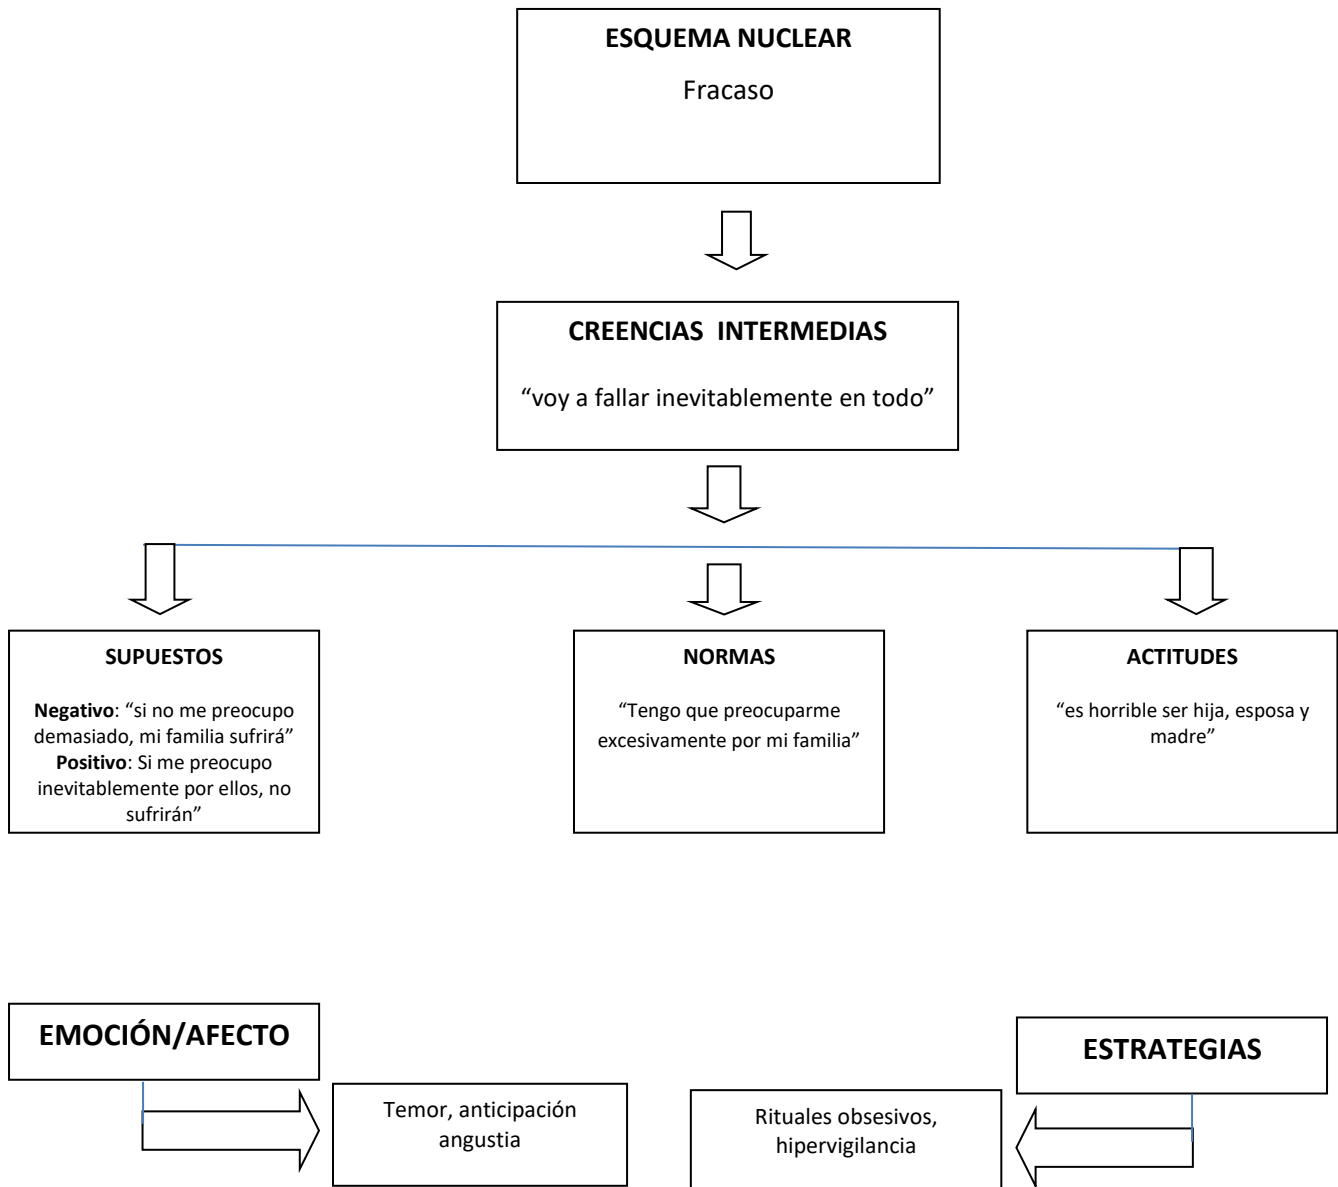 ESQUEMA NUCLEAR
Fracaso
CREENCIAS  INTERMEDIAS
“voy a fallar inevitablemente en todo”
SUPUESTOS
Negativo: “si no me preocupo
demasiado, mi familia sufrirá”
Positivo: Si me preocupo
inevitablemente por ellos, no
sufrirán”
NORMAS
“Tengo que preocuparme
excesivamente por mi familia”
ACTITUDES
“es horrible ser hija, esposa y
madre”
EMOCIÓN/AFECTO
Temor, anticipación
angustia
ESTRATEGIAS
Rituales obsesivos,
hipervigilancia